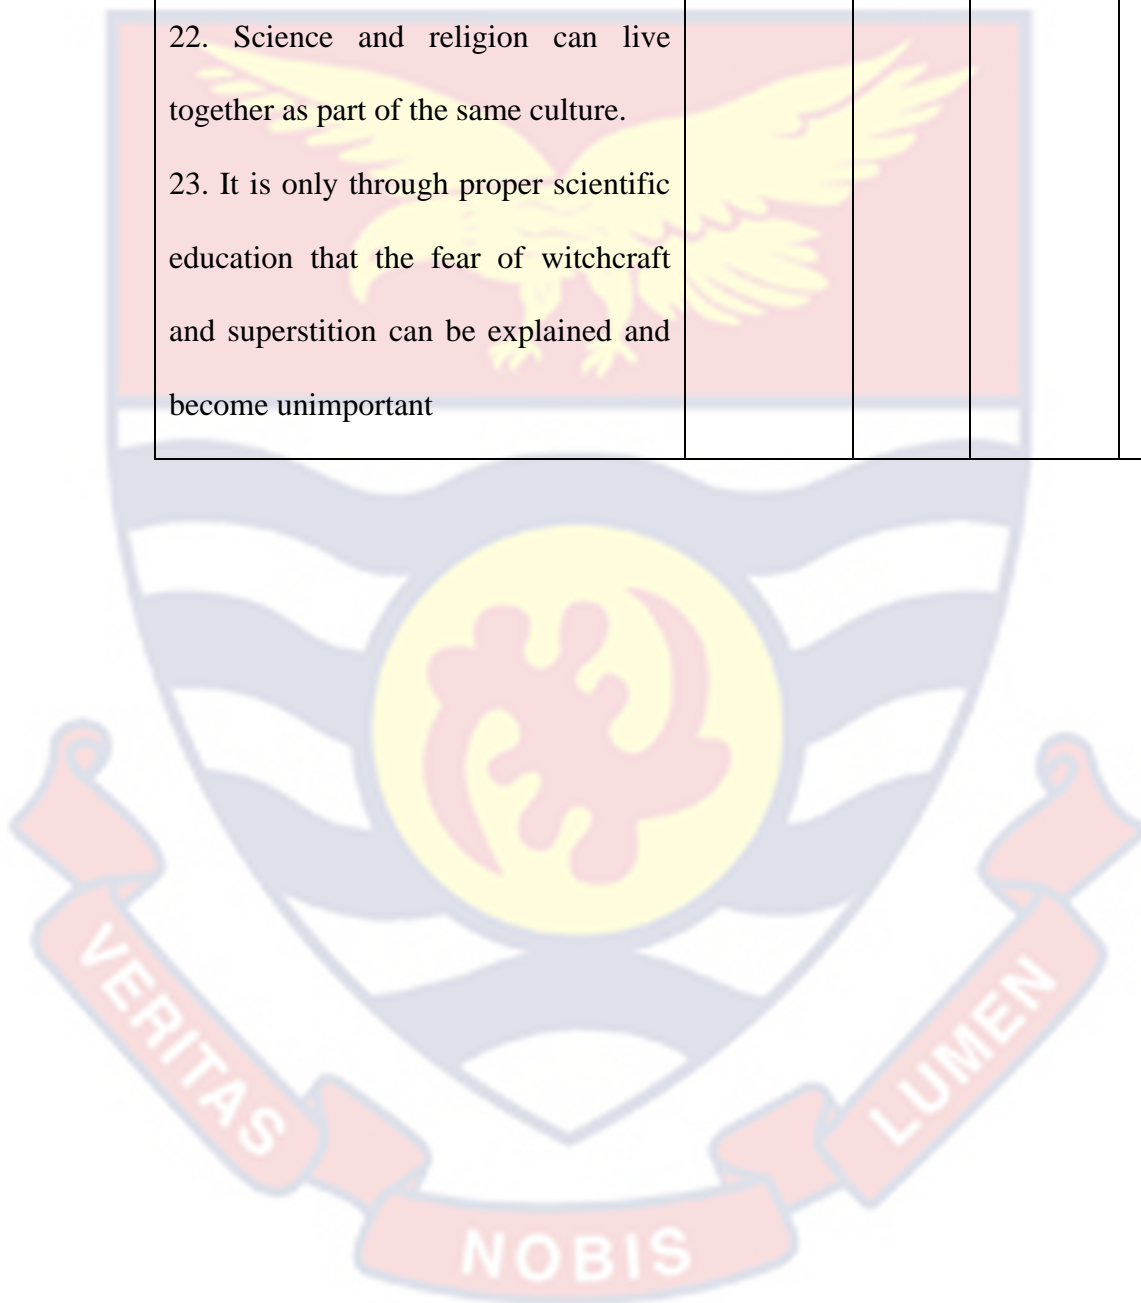 22. Science and religion can live
together as part of the same culture.
23. It is only through proper scientific
education that the fear of witchcraft
and superstition can be explained and
become unimportant
VERITAS
NOBIS
LUMEN